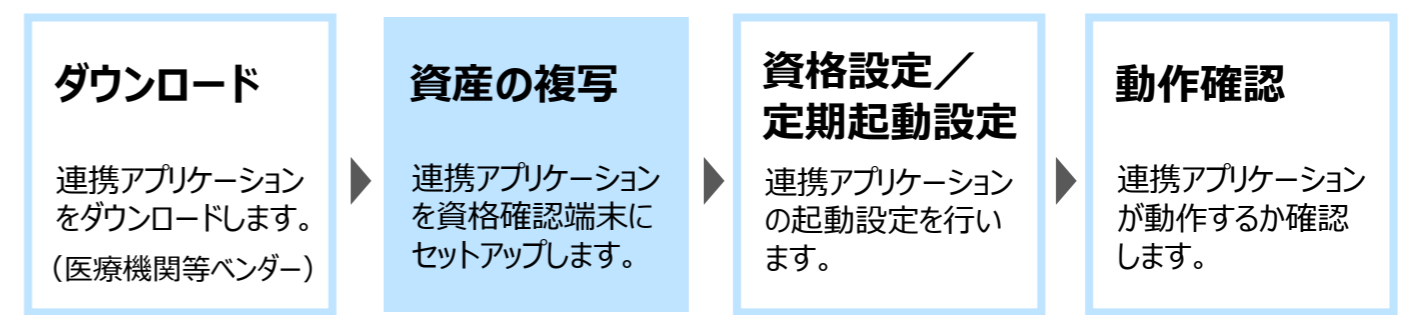 ダウンロード
連携アプリケーション
をダウンロードします。
（医療機関等ベンダー）
資産の複写
連携アプリケーション
を資格確認端末に
セットアップします。
資格設定／
定期起動設定
連携アプリケーション
の起動設定を行い
ます。
動作確認
連携アプリケーション
が動作するか確認
します。